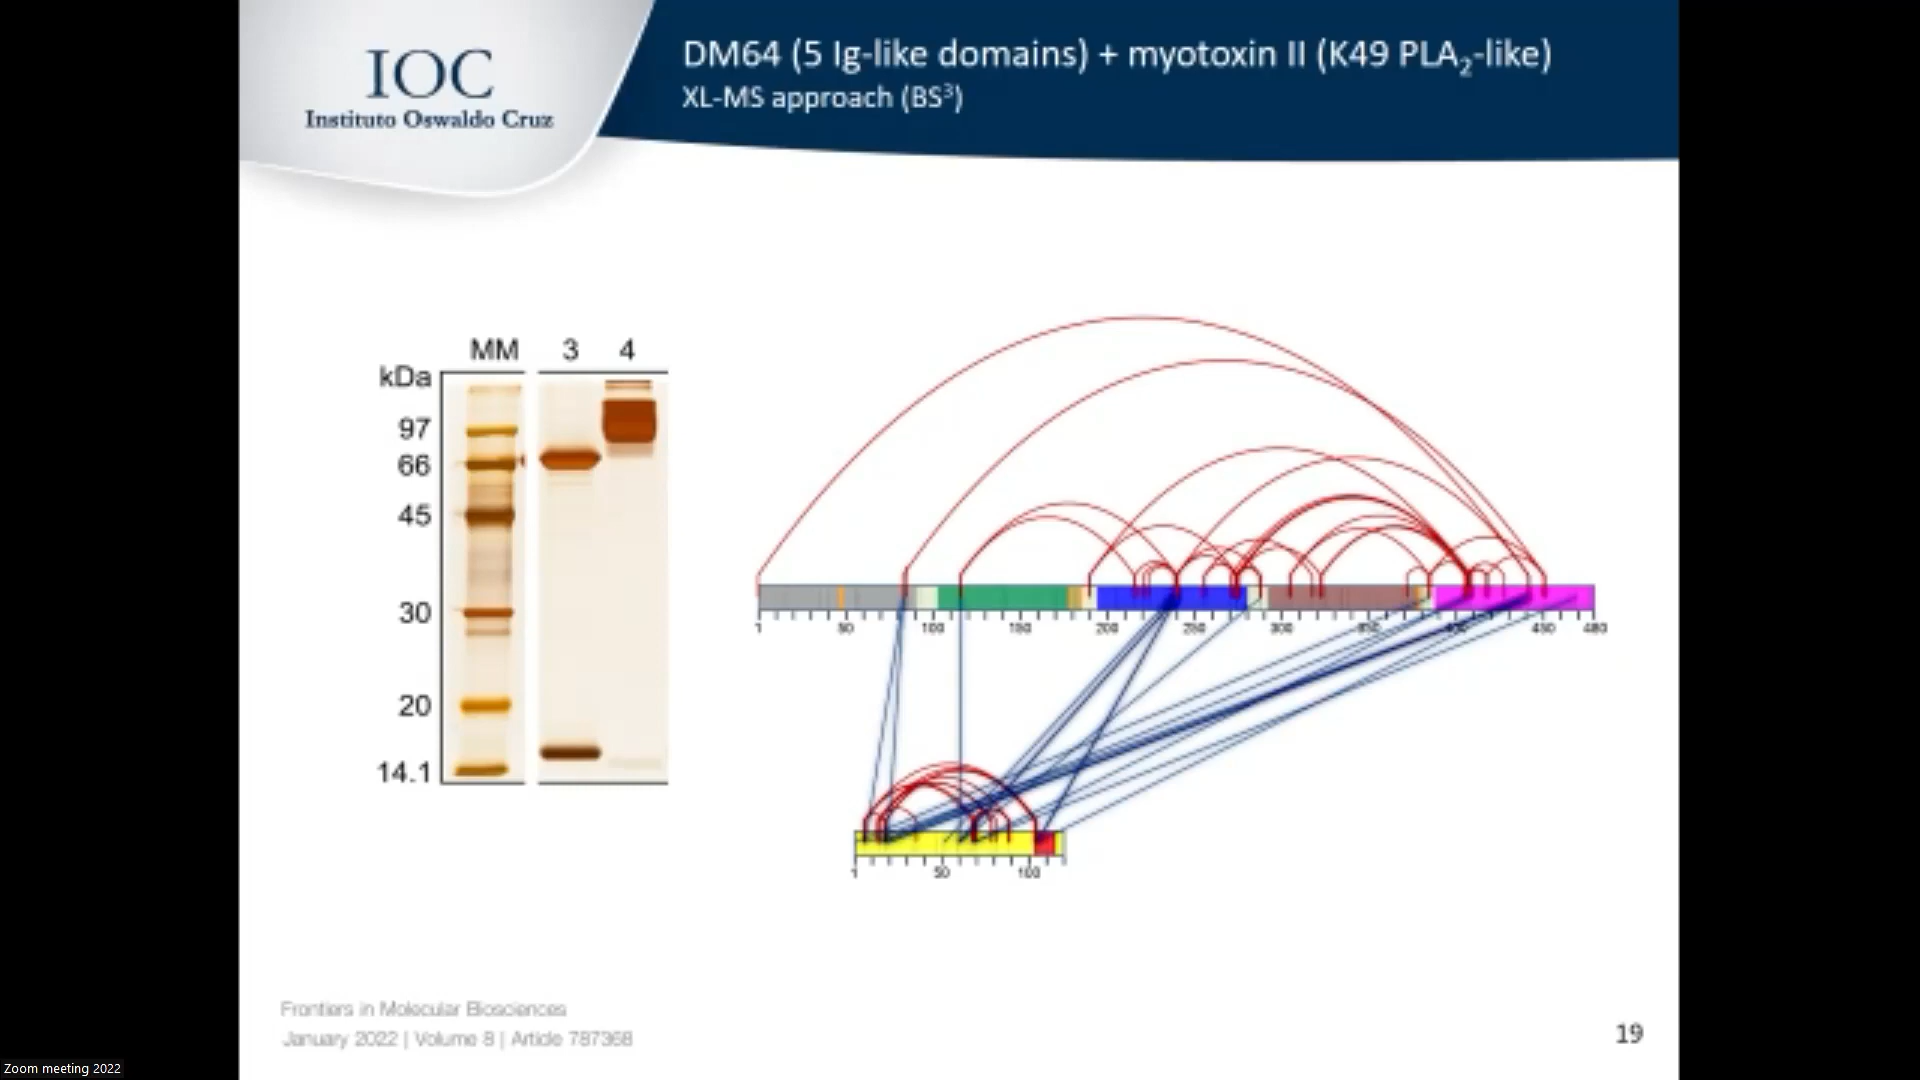 IOC
Instituto Oswaldo Cruz
DM64 (5 Ig-like domains) + myotoxin II (K49 PLA₂-like)
XL-MS approach (BS³)
MM 3 4
kDa
97
66
45
30
20
14.1
1 50 100 150 200 250 300 450 480
1 50 100
Frontiers in Molecular Biosciences
January 2022 | Volume 8 | Article 787368
19
Zoom meeting 2022